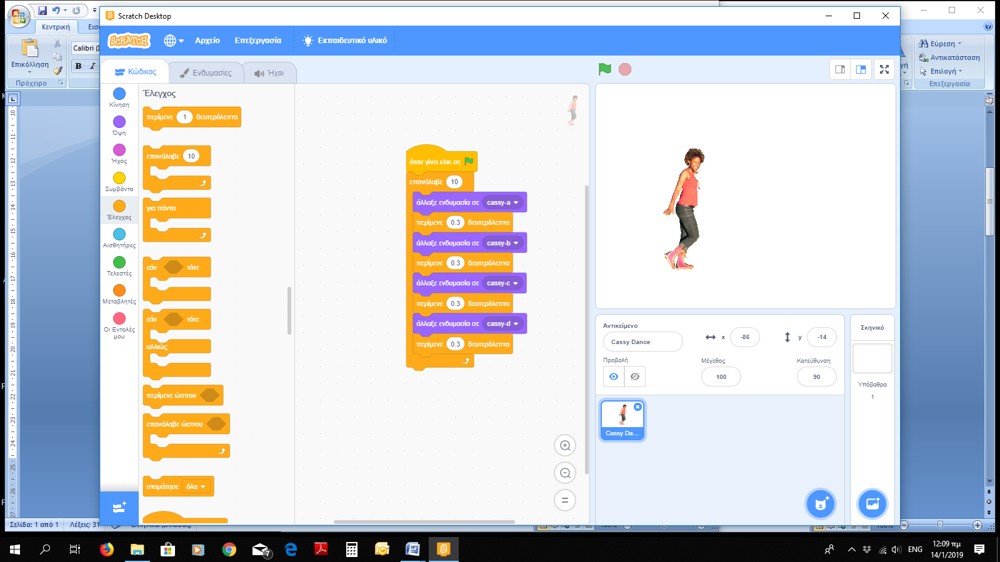 Scratch Desktop
Κεντρική
Εισ
Calibri (Σ
Επικόλληση
B I
Πρόχειρο
SCRATCH
Αρχείο
Επεξεργασία
Εκπαιδευτικό υλικό
Εύρεση
Αντικατάσταση
Επιλογή
Επεξεργασία
Κώδικας
Ενδυμασίες
Ήχοι
Κίνηση
Όψη
Ήχος
Συμβάντα
Έλεγχος
Αισθητήρες
Τελεστές
Μεταβλητές
Οι Εντολές
μου
Έλεγχος
περίμενε 1 δευτερόλεπτα
επανάλαβε 10
για πάντα
εάν τότε
εάν τότε
αλλιώς
περίμενε ώσπου
επανάλαβε ώσπου
σταμάτησε όλα
όταν γίνει κλικ σε
επανάλαβε 10
άλλαξε ενδυμασία σε cassy-a
περίμενε 0.3 δευτερόλεπτα
άλλαξε ενδυμασία σε cassy-b
περίμενε 0.3 δευτερόλεπτα
άλλαξε ενδυμασία σε cassy-c
περίμενε 0.3 δευτερόλεπτα
άλλαξε ενδυμασία σε cassy-d
περίμενε 0.3 δευτερόλεπτα
Αντικείμενο
Cassy Dance
x -86
y -14
Προβολή
Μέγεθος
100
Κατεύθυνση
90
Cassy Da...
Σκηνικό
Υπόβαθρα
1
Σελίδα: 1 από 1
Λέξεις: 31
7
ENG
12:09 πμ
14/1/2019